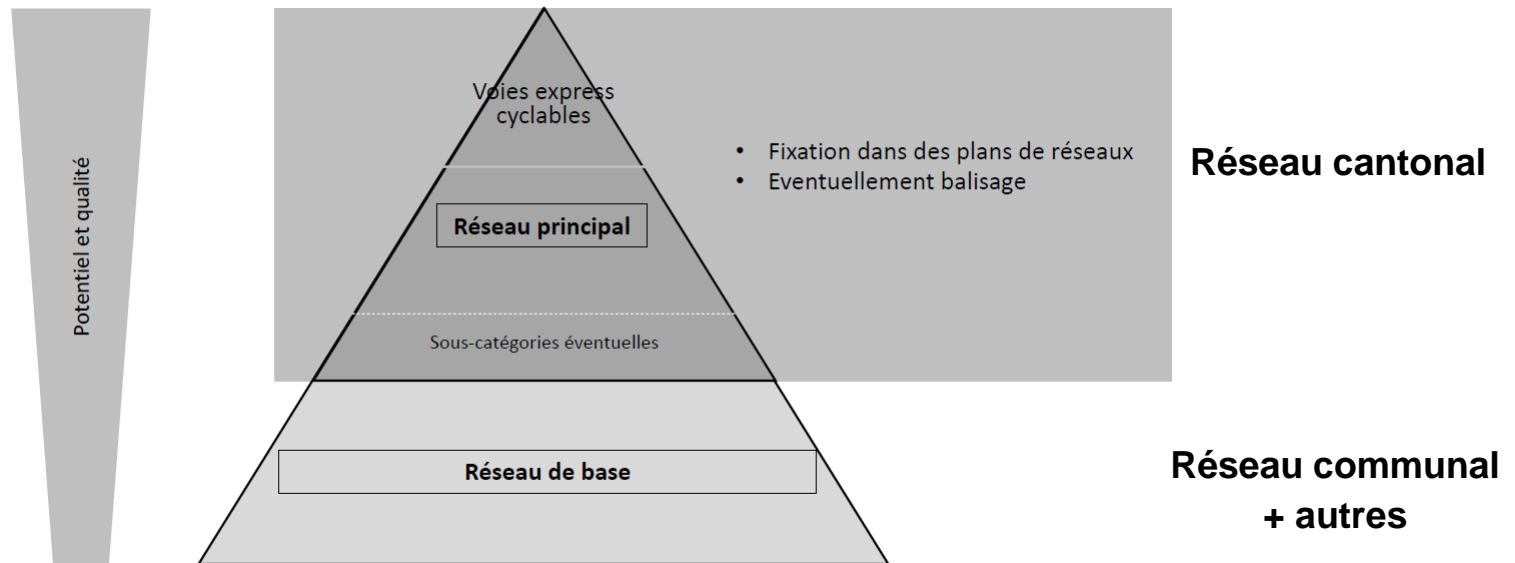 Potentiel et qualité
Voies express
cyclables
Réseau principal
Sous-catégories éventuelles
Réseau de base
• Fixation dans des plans de réseaux
• Eventuellement balisage
Réseau cantonal
Réseau communal
+ autres